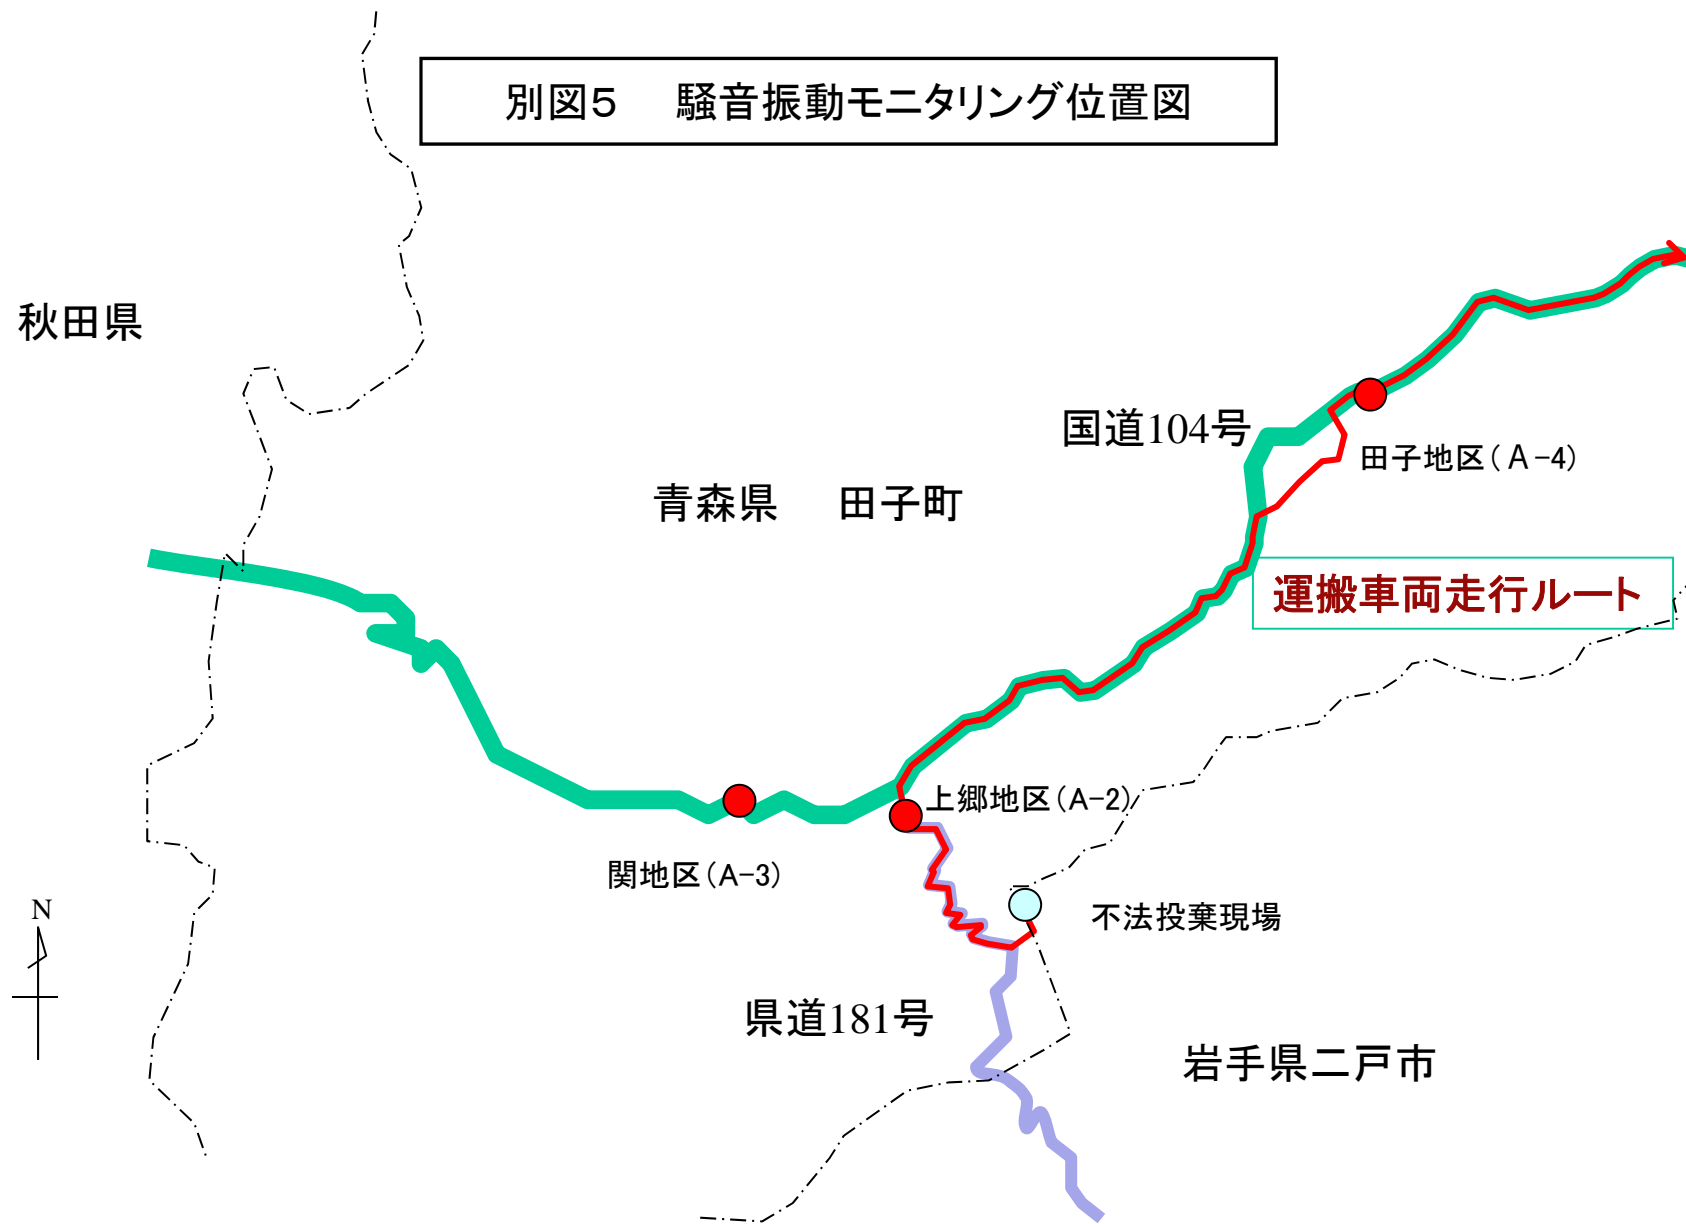 別図5　騒音振動モニタリング位置図
秋田県
国道104号
田子地区(A-4)
青森県　田子町
運搬車両走行ルート
上郷地区(A-2)
関地区(A-3)
不法投棄現場
N
県道181号
岩手県二戸市